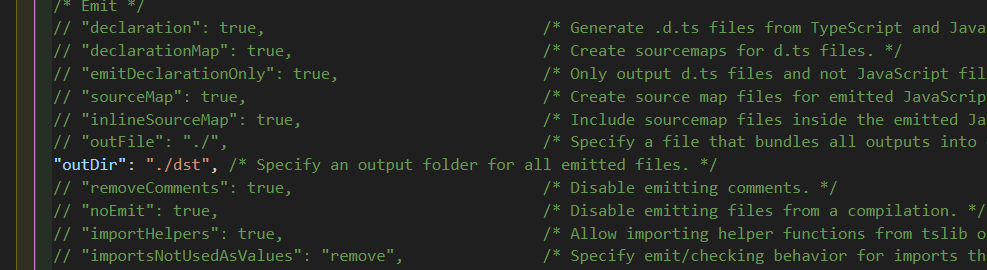 /* Emit */
// "declaration": true, /* Generate .d.ts files from TypeScript and Java
// "declarationMap": true, /* Create sourcemaps for d.ts files. */
// "emitDeclarationOnly": true, /* Only output d.ts files and not JavaScript fil
// "sourceMap": true, /* Create source map files for emitted JavaScrip
// "inlineSourceMap": true, /* Include sourcemap files inside the emitted Ja
// "outFile": "./", /* Specify a file that bundles all outputs into
"outDir": "./dst", /* Specify an output folder for all emitted files. */
// "removeComments": true, /* Disable emitting comments. */
// "noEmit": true, /* Disable emitting files from a compilation. */
// "importHelpers": true, /* Allow importing helper functions from tslib o
// "importsNotUsedAsValues": "remove", /* Specify emit/checking behavior for imports th